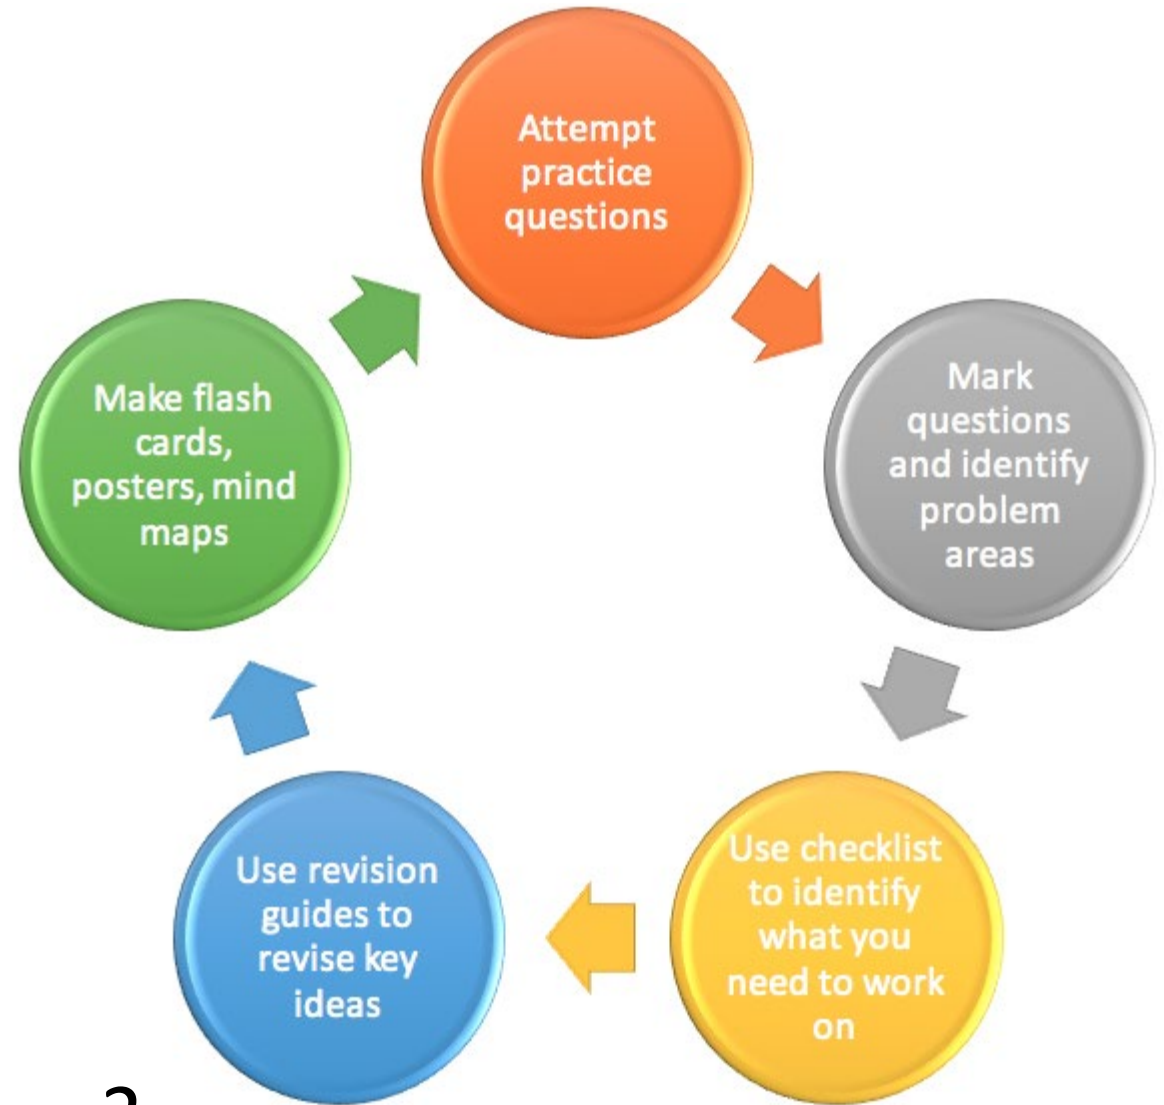 Attempt
practice
questions
Mark
questions
and identify
problem
areas
Use checklist
to identify
what you
need to work
on
Use revision
guides to
revise key
ideas
Make flash
cards,
posters, mind
maps